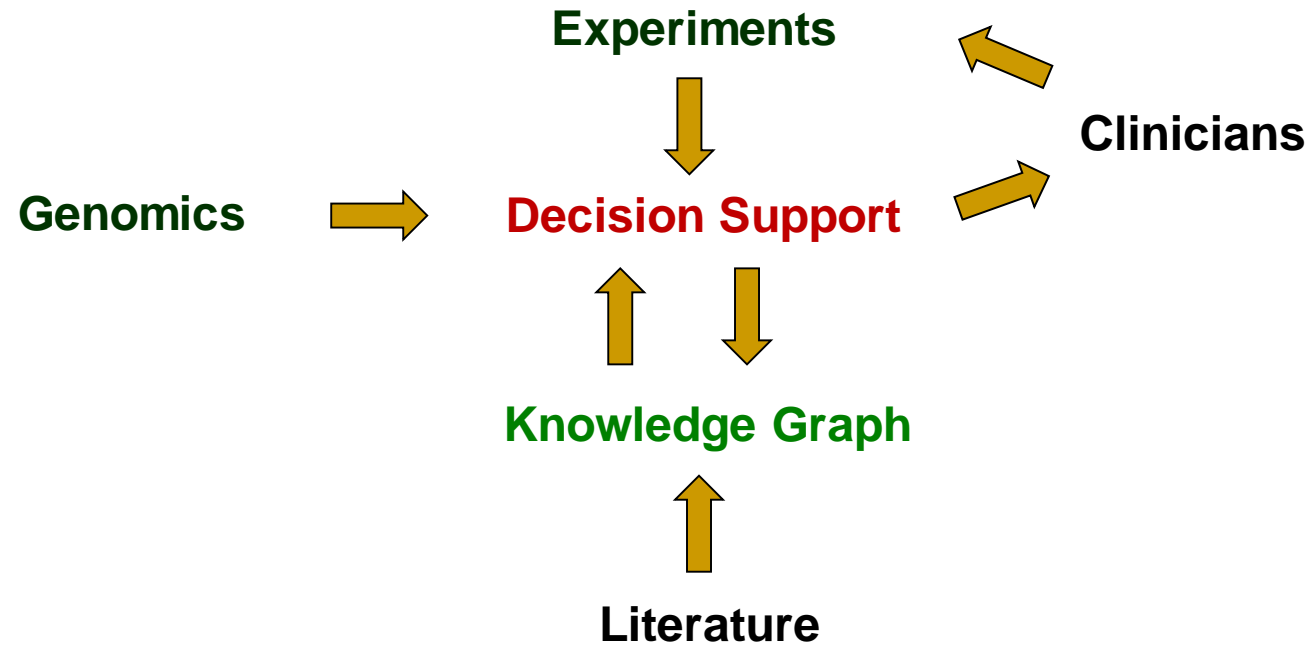 Experiments
Clinicians
Genomics
Decision Support
Knowledge Graph
Literature